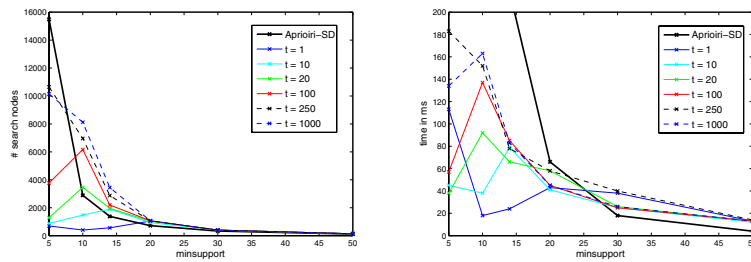 16000
14000
12000
10000
8000
6000
4000
2000
0
# search nodes
5
10
15
20
25
30
35
40
45
50
minsupport
Aprioiri−SD
t = 1
t = 10
t = 20
t = 100
t = 250
t = 1000
200
180
160
140
120
100
80
60
40
20
0
time in ms
5
10
15
20
25
30
35
40
45
50
minsupport
Aprioiri−SD
t = 1
t = 10
t = 20
t = 100
t = 250
t = 1000